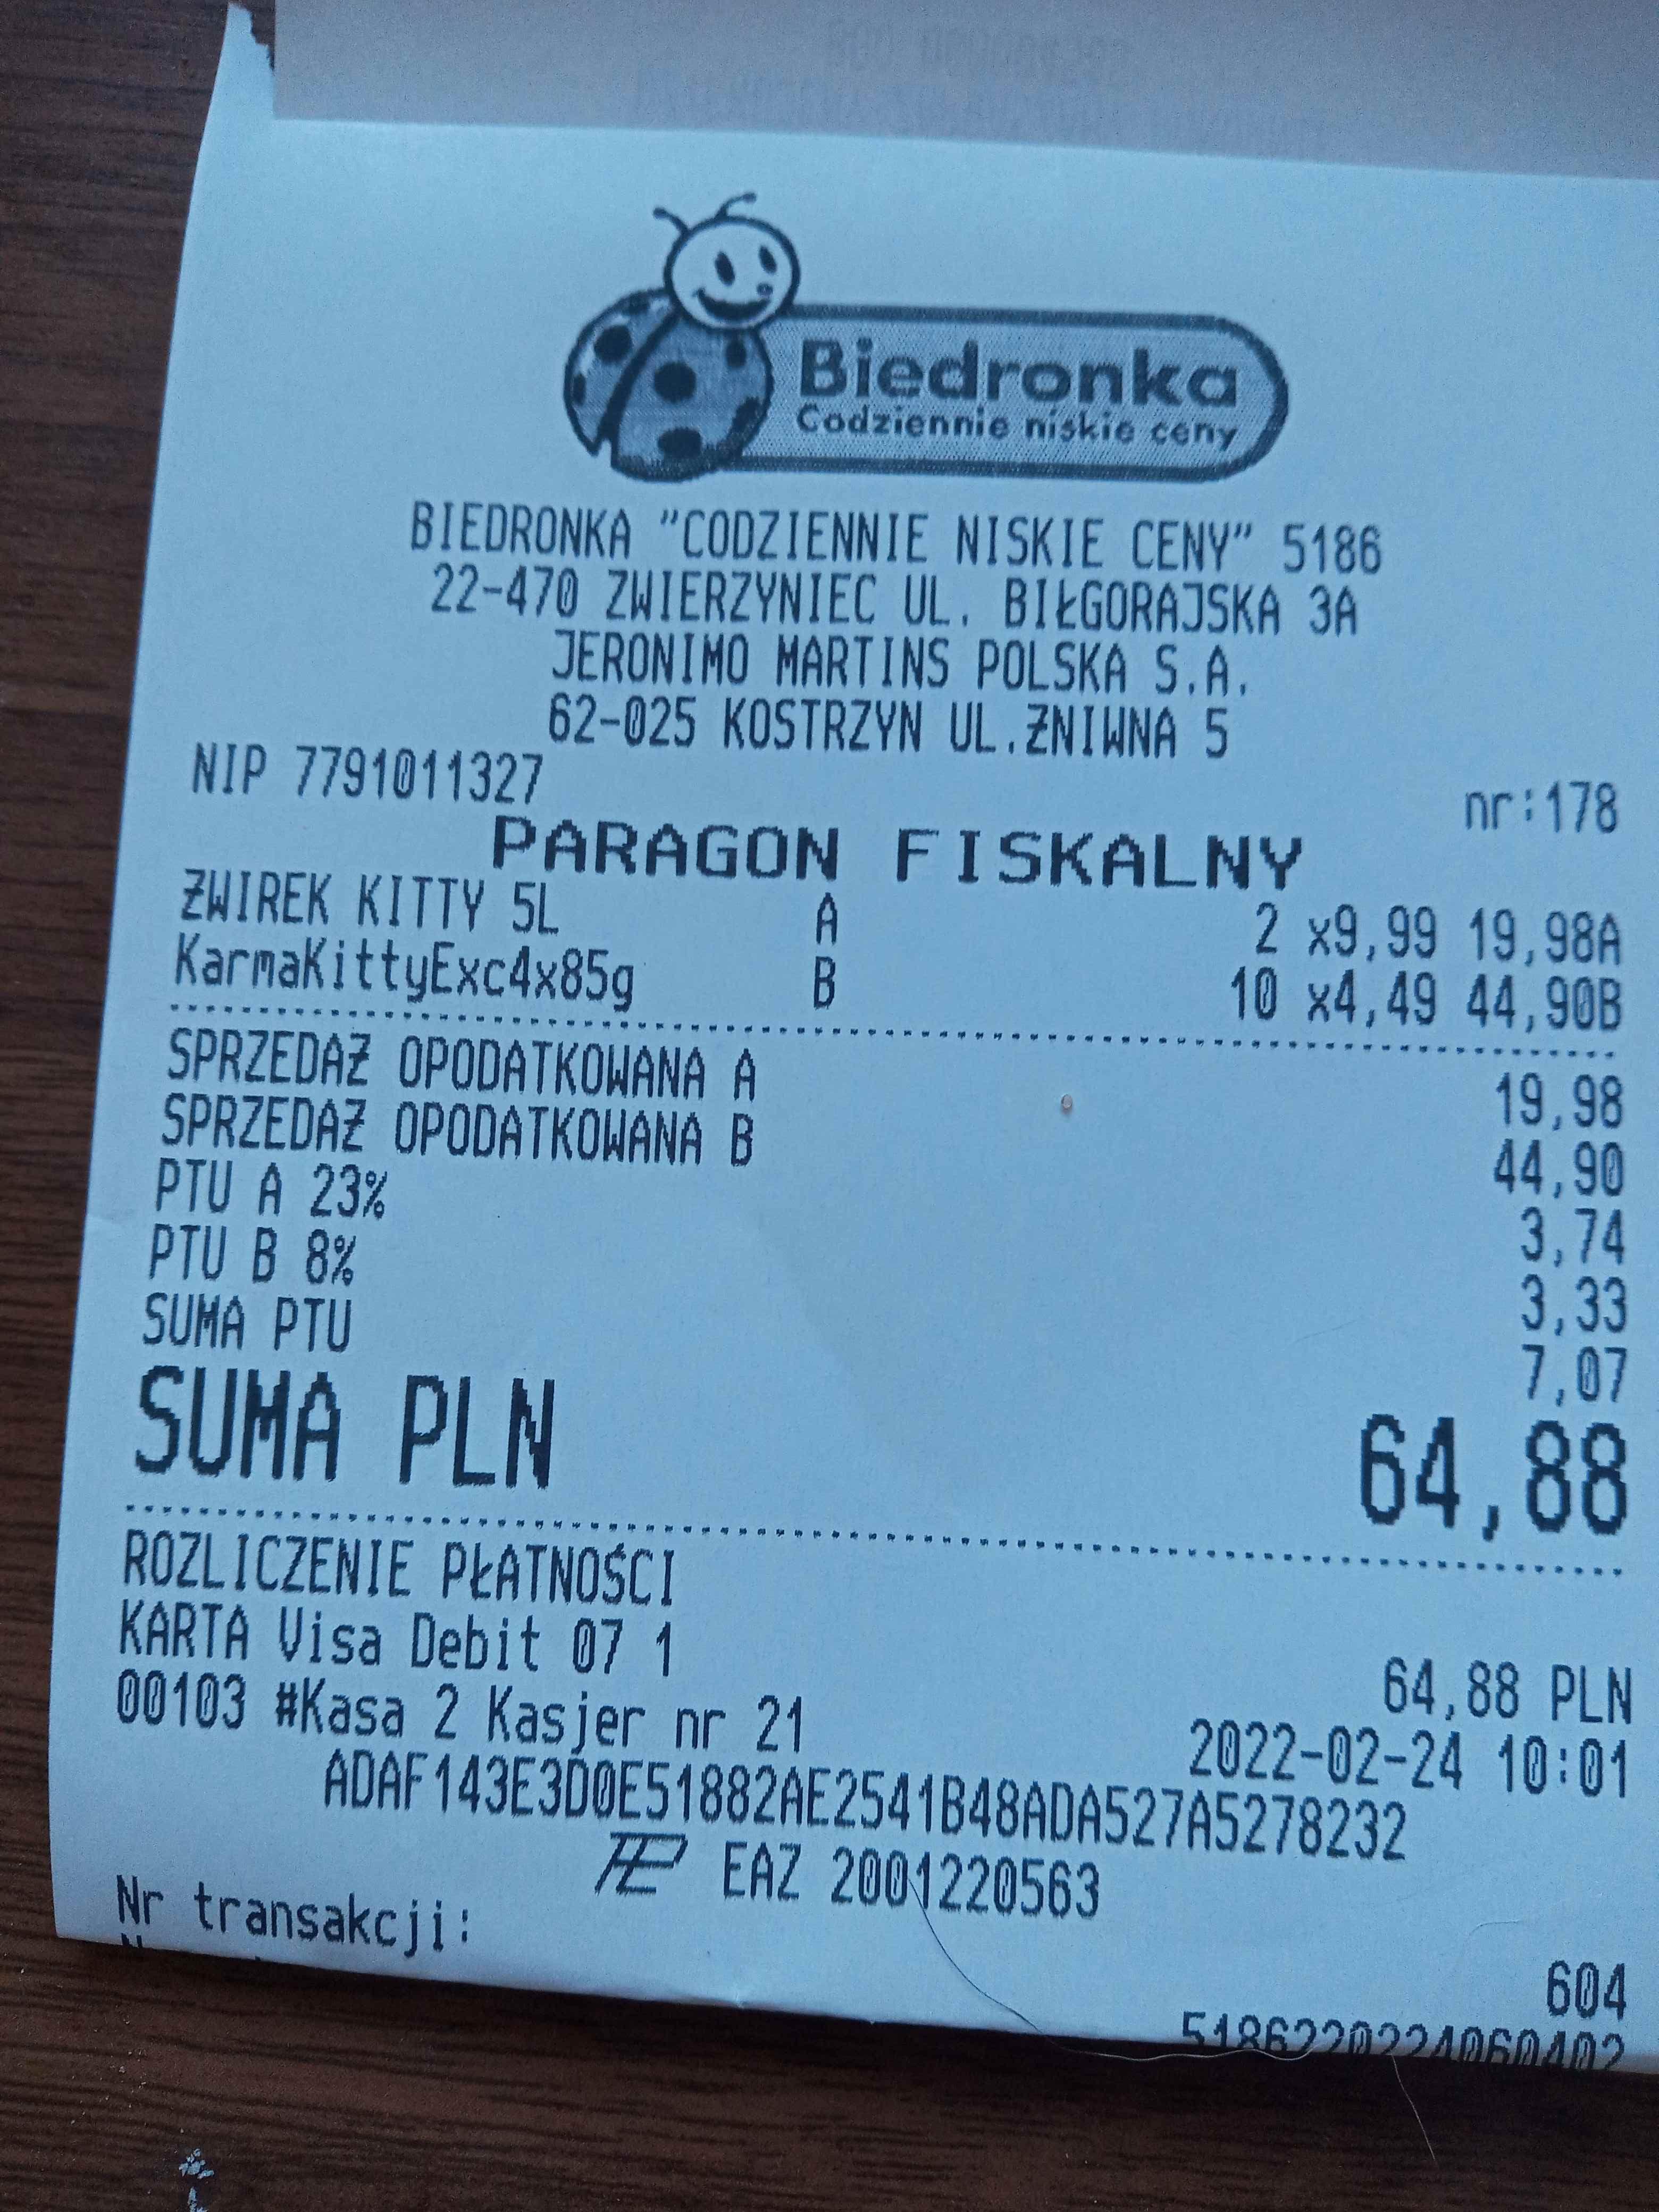 Biedronka
Codziennie niskie ceny
BIEDRONKA "CODZIENNIE NISKIE CENY" 5186
22-470 ZWIERZYNIEC UL. BIŁGORAJSKA 3A
JERONIMO MARTINS POLSKA S.A.
62-025 KOSTRZYN UL.ŻNIWNA 5
NIP 7791011327 nr:178
PARAGON FISKALNY
ŻWIREK KITTY 5L A 2 x9,99 19,98A
KarmaKittyExc4x85g B 10 x4,49 44,90B
SPRZEDAŻ OPODATKOWANA A 19,98
SPRZEDAŻ OPODATKOWANA B 44,90
PTU A 23% 3,74
PTU B 8% 3,33
SUMA PTU 7,07
SUMA PLN 64,88
ROZLICZENIE PŁATNOŚCI
KARTA Visa Debit 07 1 64,88 PLN
00103 #Kasa 2 Kasjer nr 21 2022-02-24 10:01
ADAF143E3D0E51882AE2541B48ADA527A5278232
EAZ 2001220563
Nr transakcji: 604
5186220224060402